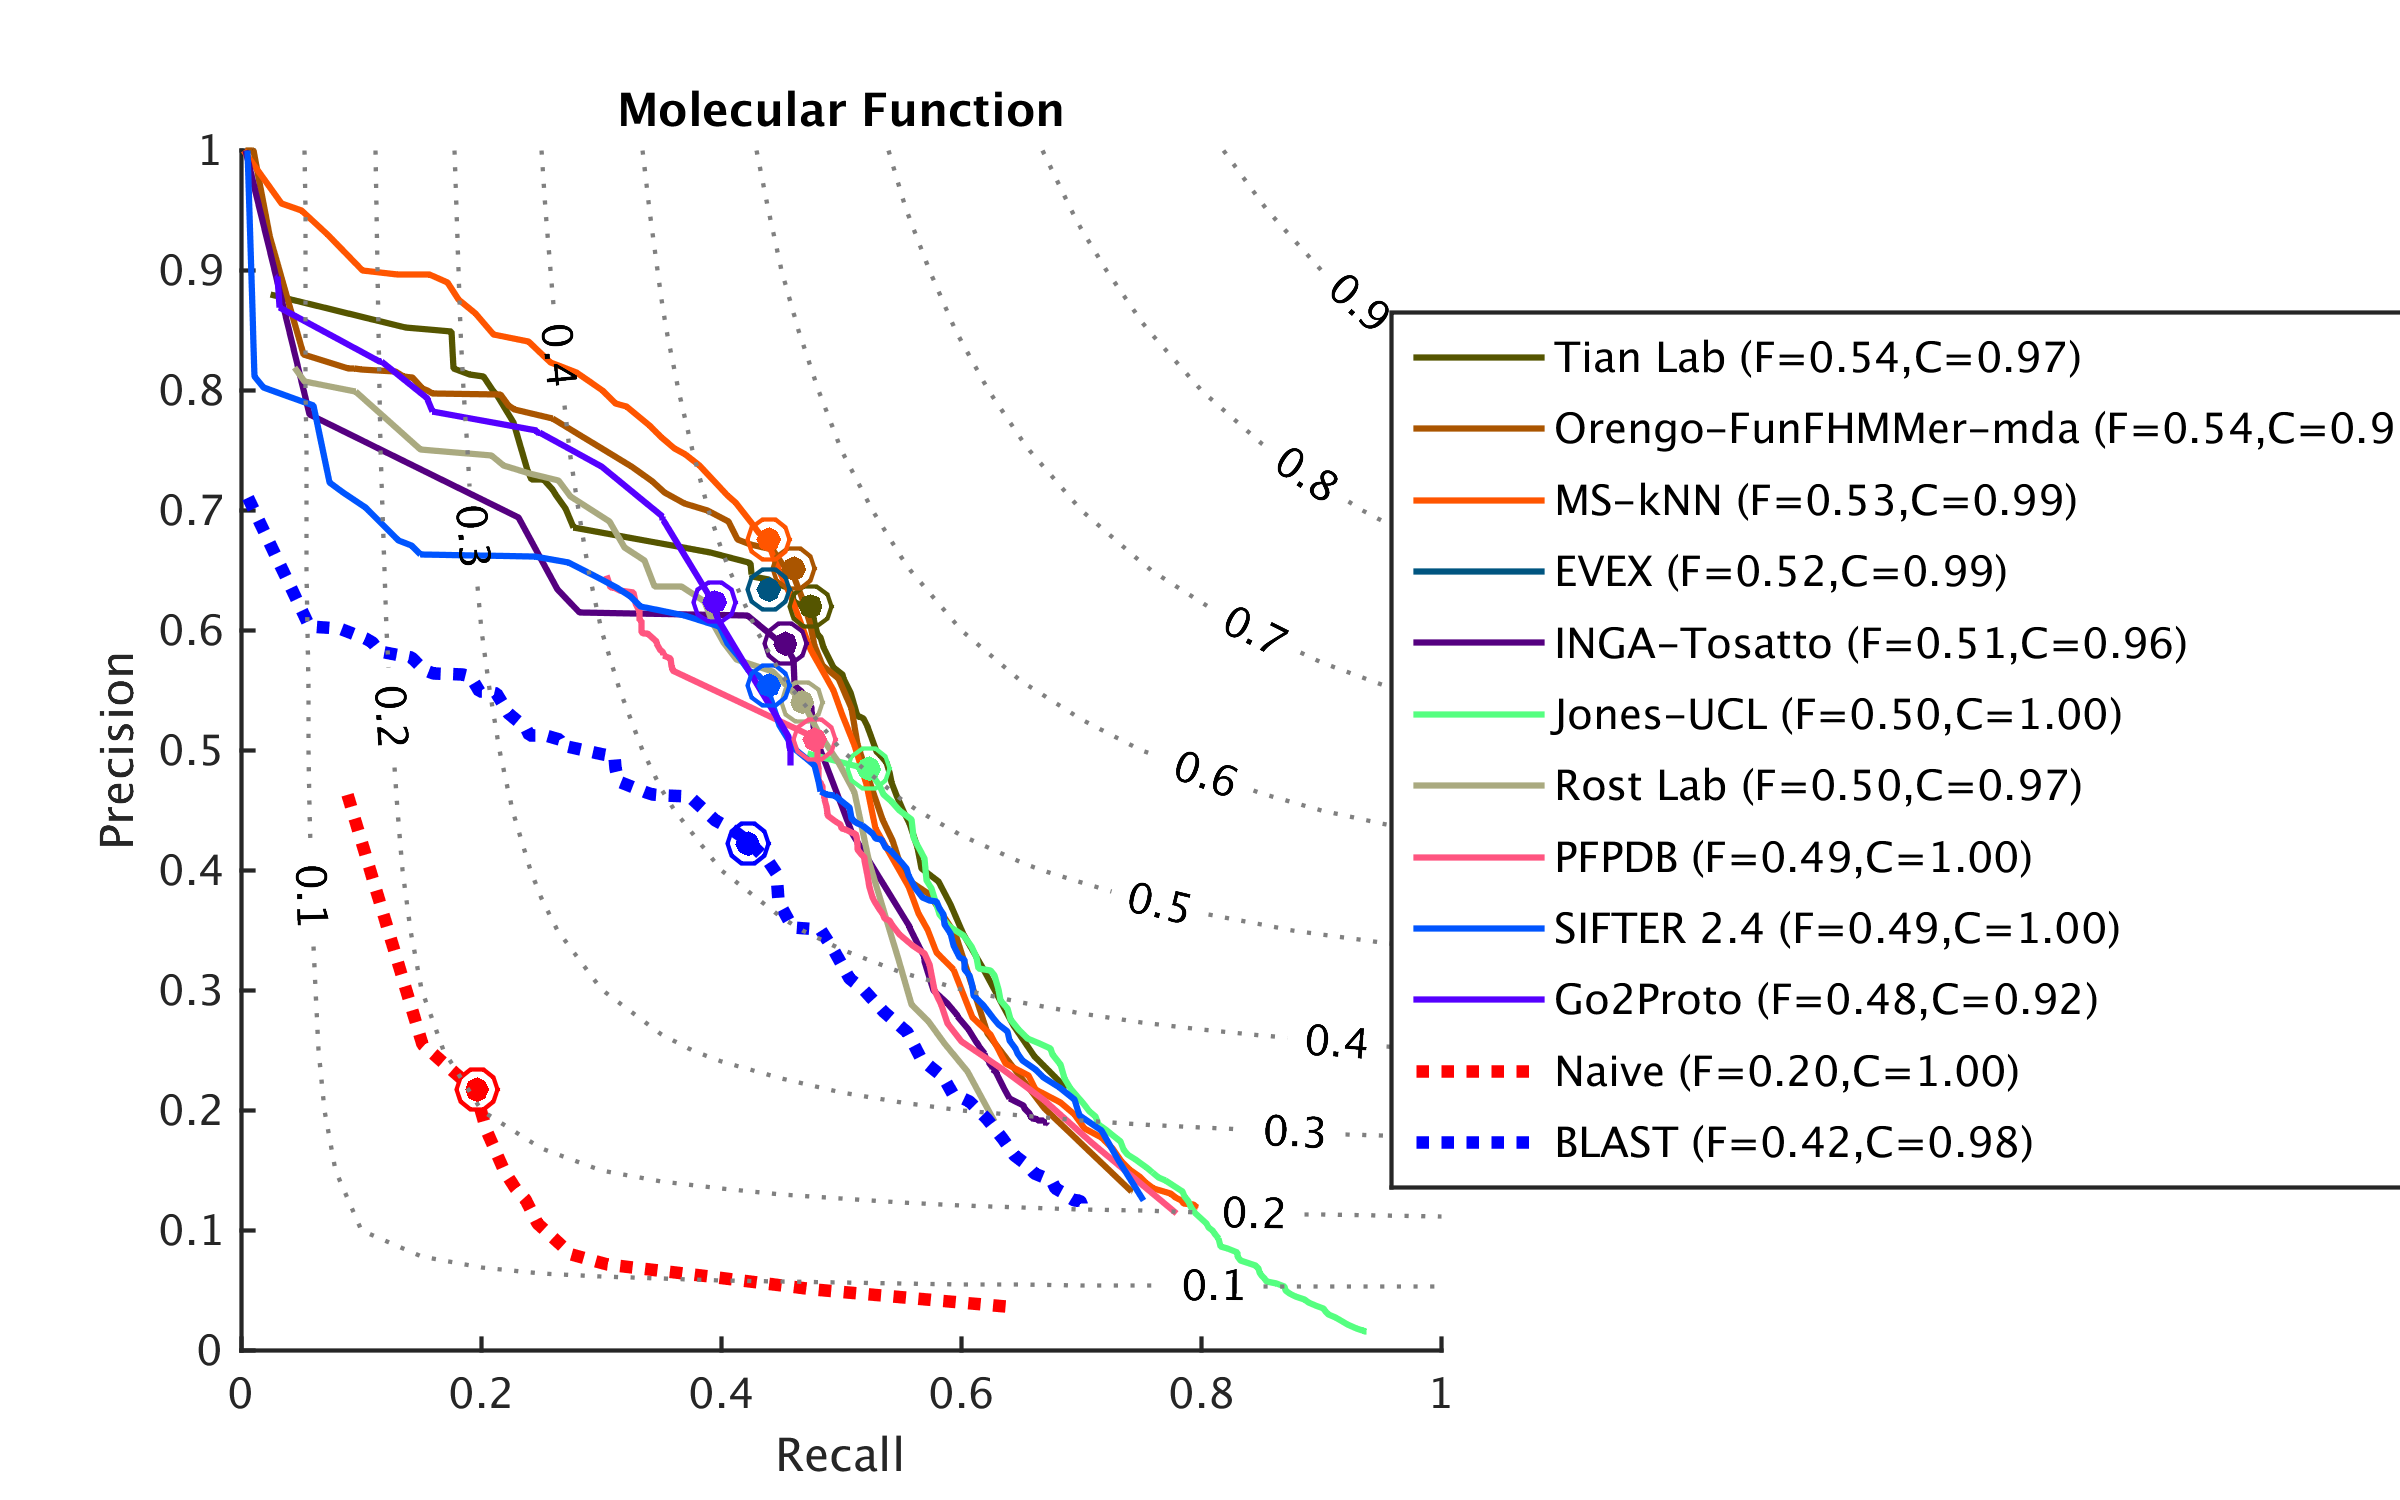 Molecular Function
1
0.9
0.8
0.7
0.6
0.5
0.4
0.3
0.2
0.1
0
Precision
0
0.2
0.4
0.6
0.8
1
Recall
0.4
0.3
0.2
0.1
0.9
0.8
0.7
0.6
0.5
0.4
0.3
0.2
0.1
Tian Lab (F=0.54,C=0.97)
Orengo-FunFHMMer-mda (F=0.54,C=0.9
MS-kNN (F=0.53,C=0.99)
EVEX (F=0.52,C=0.99)
INGA-Tosatto (F=0.51,C=0.96)
Jones-UCL (F=0.50,C=1.00)
Rost Lab (F=0.50,C=0.97)
PFPDB (F=0.49,C=1.00)
SIFTER 2.4 (F=0.49,C=1.00)
Go2Proto (F=0.48,C=0.92)
Naive (F=0.20,C=1.00)
BLAST (F=0.42,C=0.98)